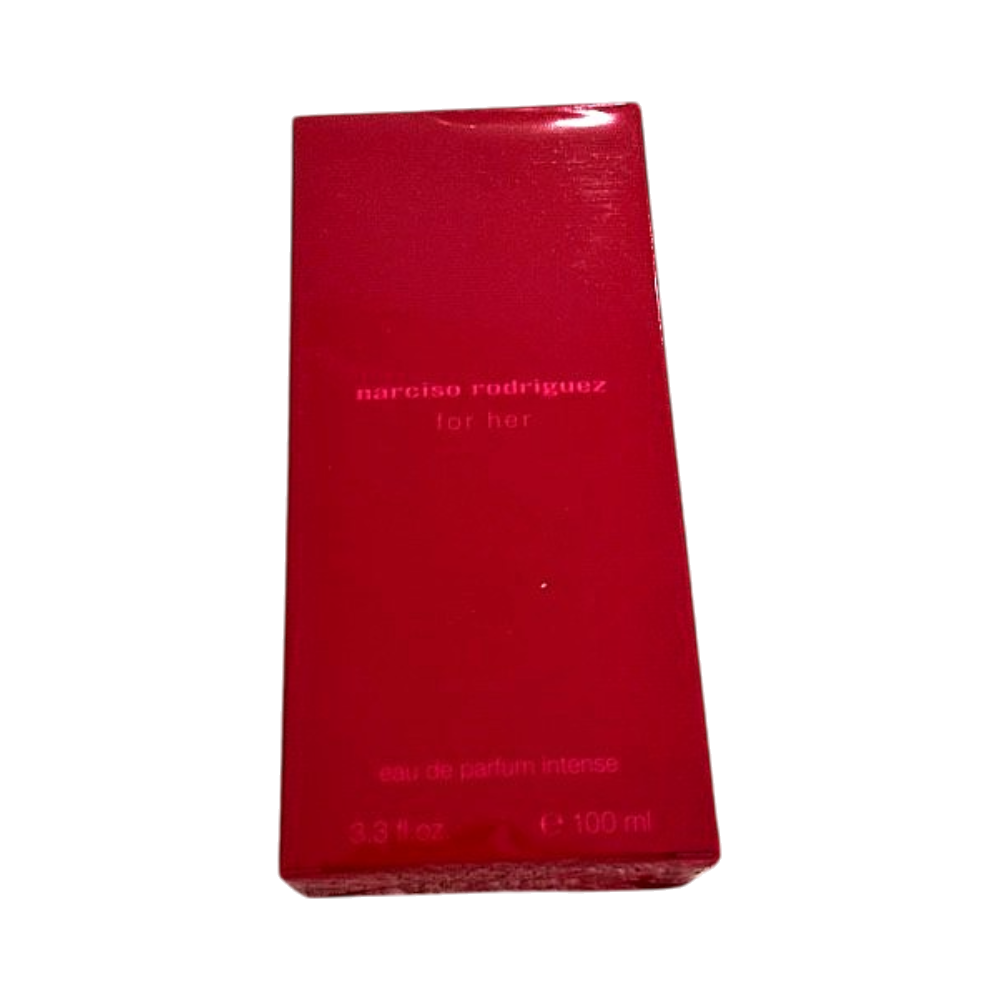 narciso rodriguez
for her
eau de parfum intense
3.3 fl oz. ℮ 100 ml